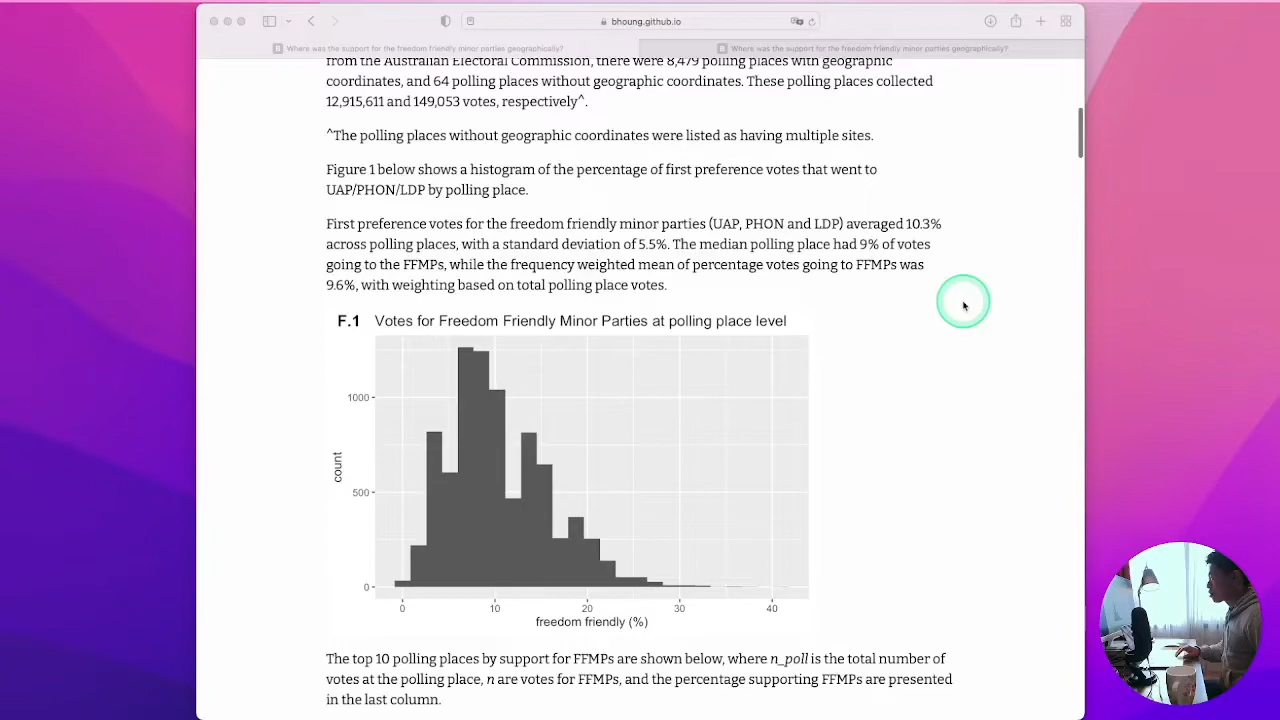 bhoung.github.io
Where was the support for the freedom friendly minor parties geographically?
Where was the support for the freedom friendly minor parties geographically?
from the Australian Electoral Commission, there were 8,479 polling places with geographic
coordinates, and 64 polling places without geographic coordinates. These polling places collected
12,915,611 and 149,053 votes, respectively^.
^The polling places without geographic coordinates were listed as having multiple sites.
Figure 1 below shows a histogram of the percentage of first preference votes that went to
UAP/PHON/LDP by polling place.
First preference votes for the freedom friendly minor parties (UAP, PHON and LDP) averaged 10.3%
across polling places, with a standard deviation of 5.5%. The median polling place had 9% of votes
going to the FFMPs, while the frequency weighted mean of percentage votes going to FFMPs was
9.6%, with weighting based on total polling place votes.
F.1 Votes for Freedom Friendly Minor Parties at polling place level
1000
500
0
count
0 10 20 30 40
freedom friendly (%)
The top 10 polling places by support for FFMPs are shown below, where n_poll is the total number of
votes at the polling place, n are votes for FFMPs, and the percentage supporting FFMPs are presented
in the last column.